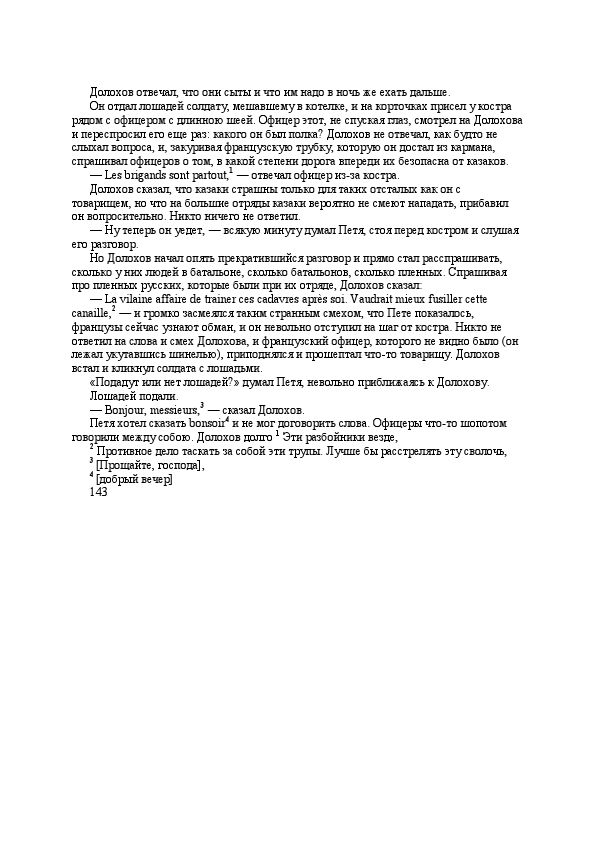 Долохов отвечал, что они сыты и что им надо в ночь же ехать дальше.
Он отдал лошадей солдату, мешавшему в котелке, и на корточках присел у костра
рядом с офицером с длинною шеей. Офицер этот, не спуская глаз, смотрел на Долохова
и переспросил его еще раз: какого он был полка? Долохов не отвечал, как будто не
слыхал вопроса, и, закуривая французскую трубку, которую он достал из кармана,
спрашивал офицеров о том, в какой степени дорога впереди их безопасна от казаков.
— Les brigands sont partout,¹ — отвечал офицер из-за костра.
Долохов сказал, что казаки страшны только для таких отсталых как он с
товарищем, но что на большие отряды казаки вероятно не смеют нападать, прибавил
он вопросительно. Никто ничего не ответил.
— Ну теперь он уедет, — всякую минуту думал Петя, стоя перед костром и слушая
его разговор.
Но Долохов начал опять прекратившийся разговор и прямо стал расспрашивать,
сколько у них людей в батальоне, сколько батальонов, сколько пленных. Спрашивая
про пленных русских, которые были при их отряде, Долохов сказал:
— La vilaine affaire de trainer ces cadavres après soi. Vaudrait mieux fusiller cette
canaille,² — и громко засмеялся таким странным смехом, что Пете показалось,
французы сейчас узнают обман, и он невольно отступил на шаг от костра. Никто не
ответил на слова и смех Долохова, и французский офицер, которого не видно было (он
лежал укутавшись шинелью), приподнялся и прошептал что-то товарищу. Долохов
встал и кликнул солдата с лошадьми.
«Подадут или нет лошадей?» думал Петя, невольно приближаясь к Долохову.
Лошадей подали.
— Bonjour, messieurs,³ — сказал Долохов.
Петя хотел сказать bonsoir⁴ и не мог договорить слова. Офицеры что-то шопотом
говорили между собою. Долохов долго ¹ Эти разбойники везде,
² Противное дело таскать за собой эти трупы. Лучше бы расстрелять эту сволочь,
³ [Прощайте, господа],
⁴ [добрый вечер]
143